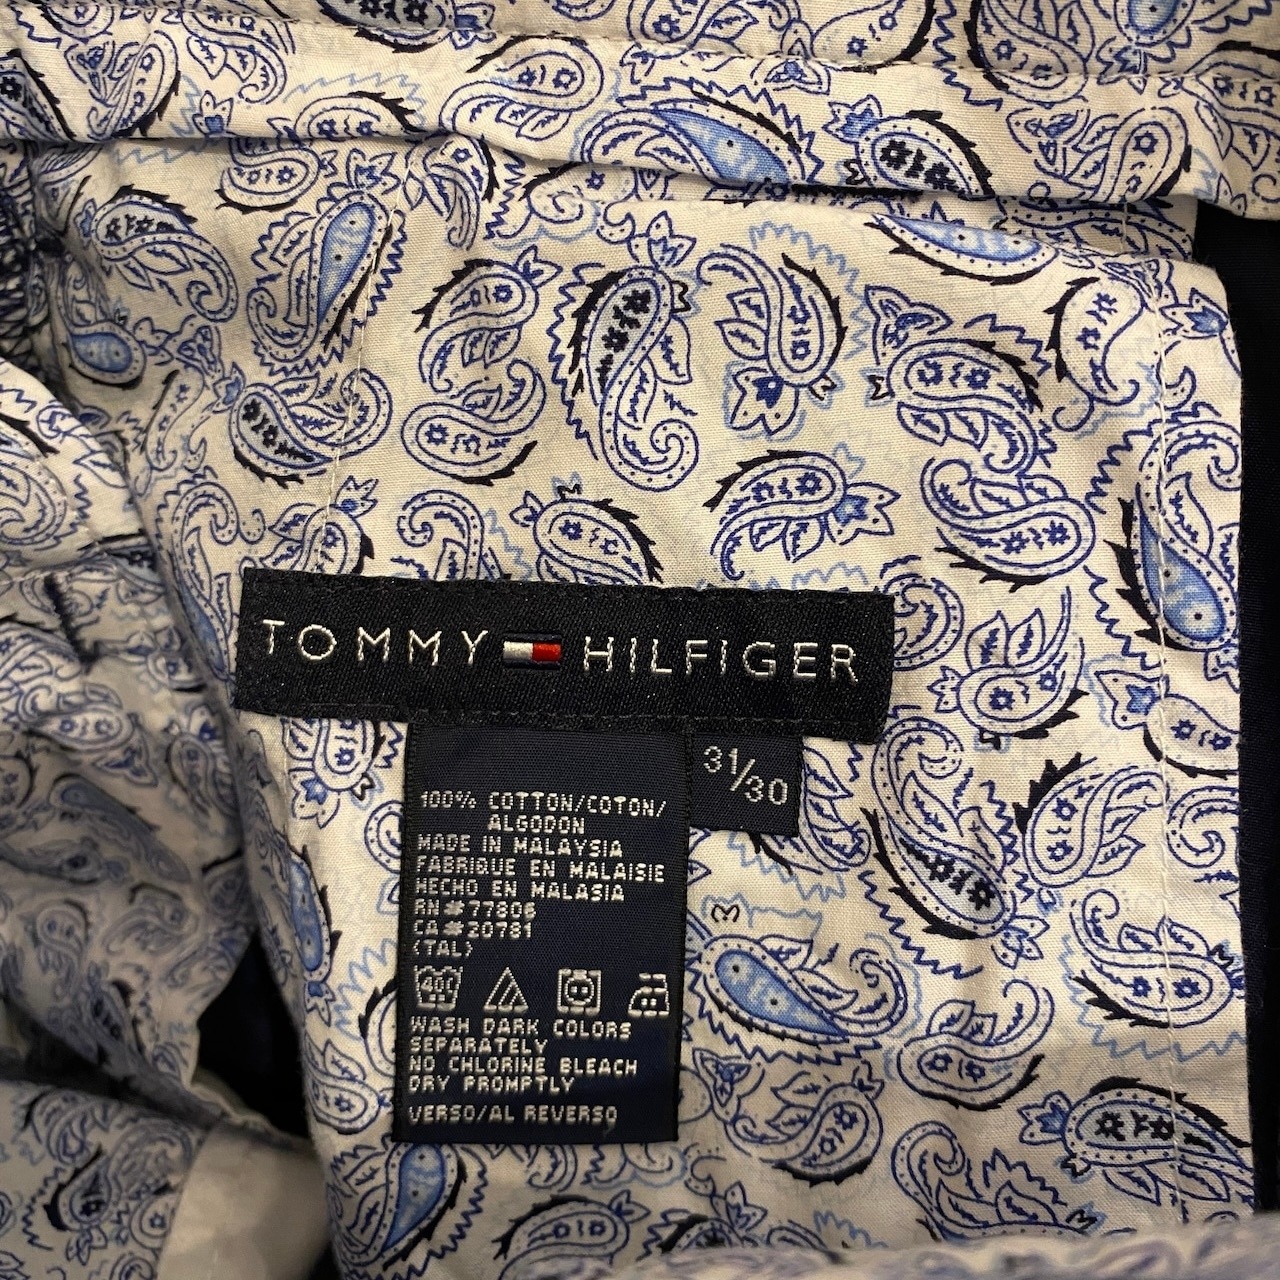 TOMMY HILFIGER
31/30
100% COTTON/COTON/
ALGODON
MADE IN MALAYSIA
FABRIQUE EN MALAISIE
HECHO EN MALASIA
RN#77806
CA#20781
(TAL)
40C
WASH DARK COLORS
SEPARATELY
NO CHLORINE BLEACH
DRY PROMPTLY
VERSO/AL REVERSO